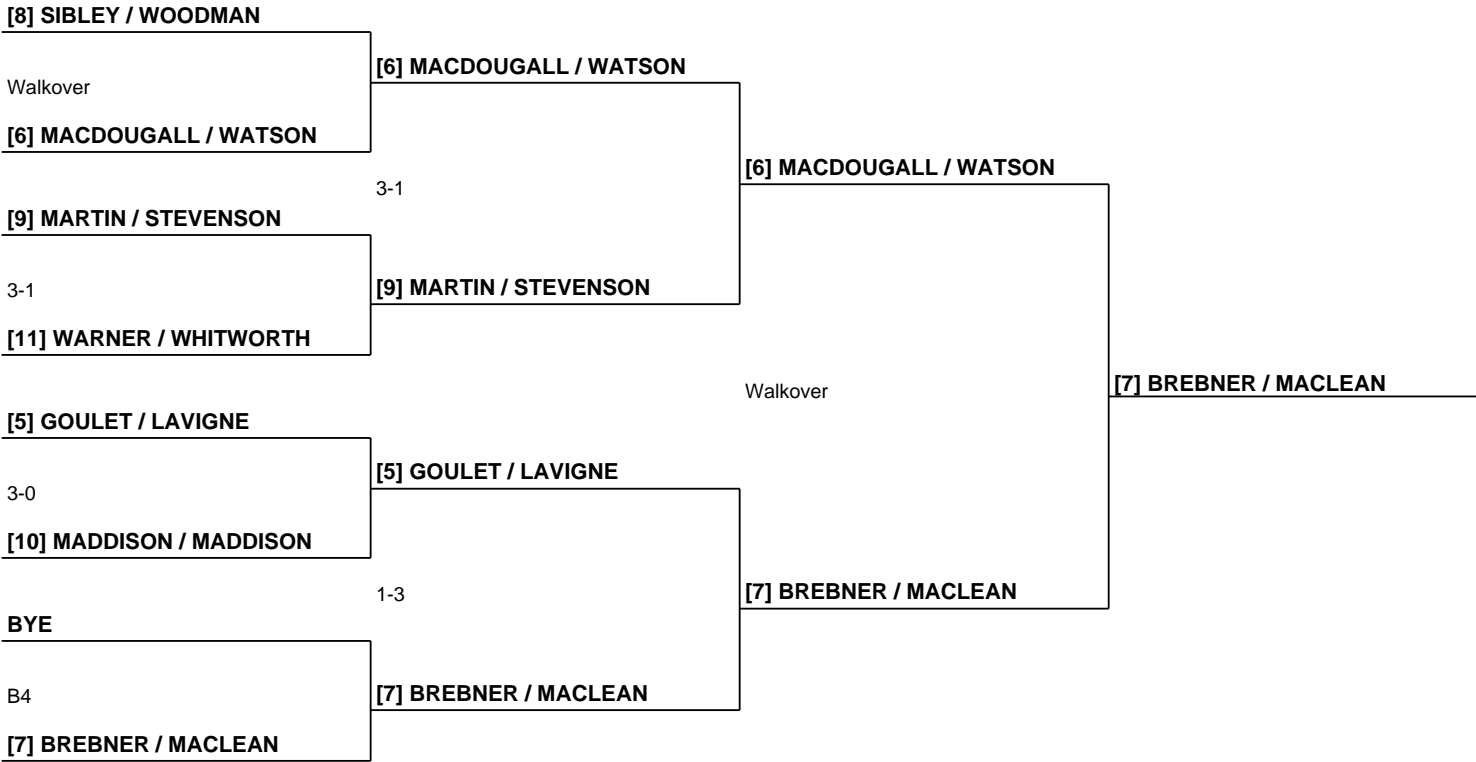 [8] SIBLEY / WOODMAN
[6] MACDOUGALL / WATSON
Walkover
[6] MACDOUGALL / WATSON
[6] MACDOUGALL / WATSON
3-1
[9] MARTIN / STEVENSON
[9] MARTIN / STEVENSON
3-1
[11] WARNER / WHITWORTH
[7] BREBNER / MACLEAN
Walkover
[5] GOULET / LAVIGNE
[5] GOULET / LAVIGNE
3-0
[10] MADDISON / MADDISON
[7] BREBNER / MACLEAN
1-3
BYE
[7] BREBNER / MACLEAN
B4
[7] BREBNER / MACLEAN